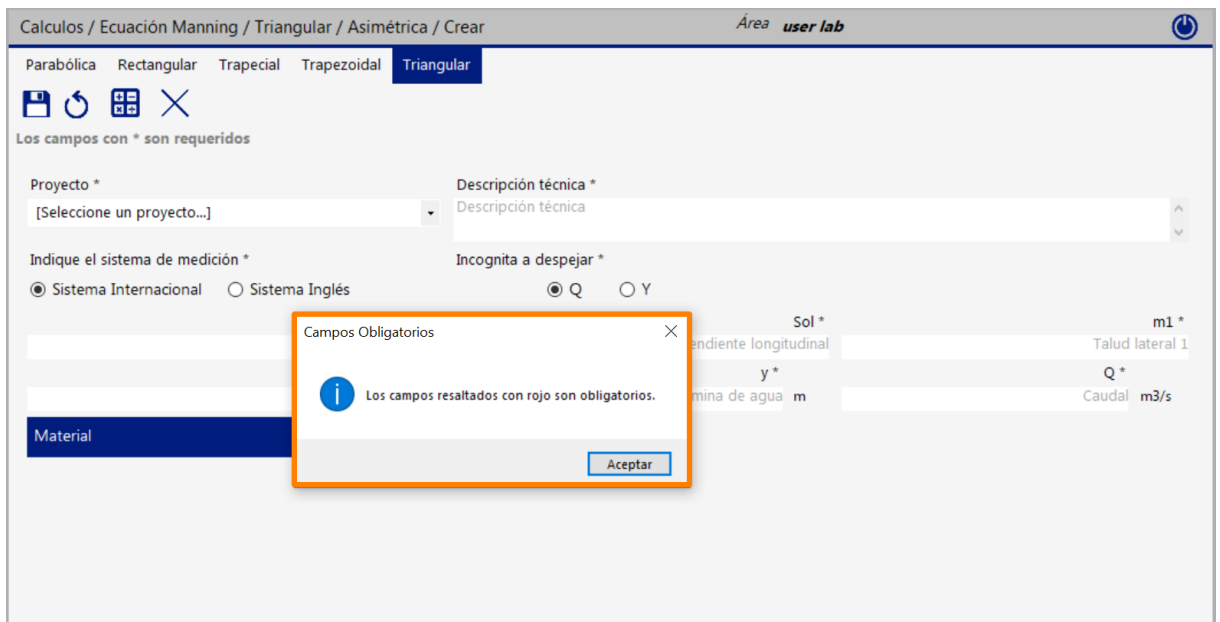 Calculos / Ecuación Manning / Triangular / Asimétrica / Crear Área user lab
Parabólica Rectangular Trapecial Trapezoidal Triangular
Los campos con * son requeridos
Proyecto * Descripción técnica *
[Seleccione un proyecto...] Descripción técnica
Indique el sistema de medición * Incognita a despejar *
Sistema Internacional Sistema Inglés Q Y
Sol * m1 *
longitudinal Talud lateral 1
y * Q *
de agua m Caudal m3/s
Material
Campos Obligatorios
Los campos resaltados con rojo son obligatorios.
Aceptar